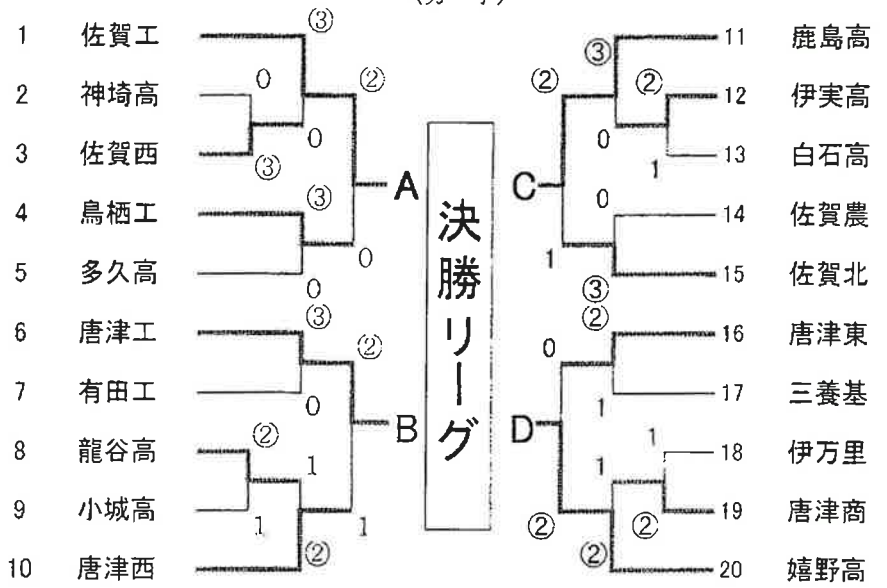 ③
1 佐賀工
0 ②
2 神埼高
0
3 佐賀西 ③
A
4 鳥栖工 ③
0
5 多久高 0
6 唐津工 ③
②
7 有田工 0
B
8 龍谷高 ② 1
9 小城高 1 1
10 唐津西 ②
決勝リーグ
11 鹿島高
③
② ② 12 伊実高
0
1 13 白石高
C
0 14 佐賀農
1
③ 15 佐賀北
②
0 16 唐津東
1 17 三養基
D
1 1 18 伊万里
② ② 19 唐津商
② 20 嬉野高